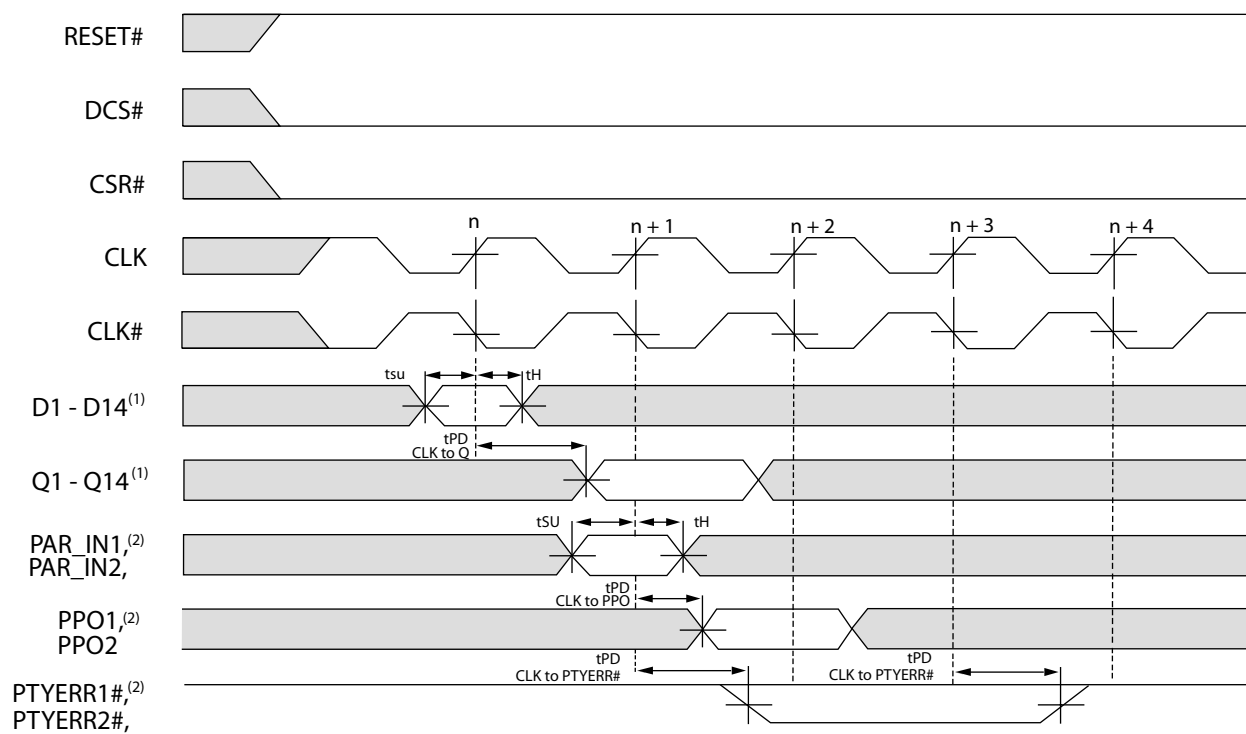 RESET#
DCS#
CSR#
n
n + 1
n + 2
n + 3
n + 4
CLK
CLK#
tsu
tH
D1 - D14(1)
tPD
CLK to Q
Q1 - Q14(1)
tSU
tH
PAR_IN1,(2)
PAR_IN2,
tPD
CLK to PPO
PPO1,(2)
PPO2
tPD
CLK to PTYERR#
tPD
CLK to PTYERR#
PTYERR1#,(2)
PTYERR2#,